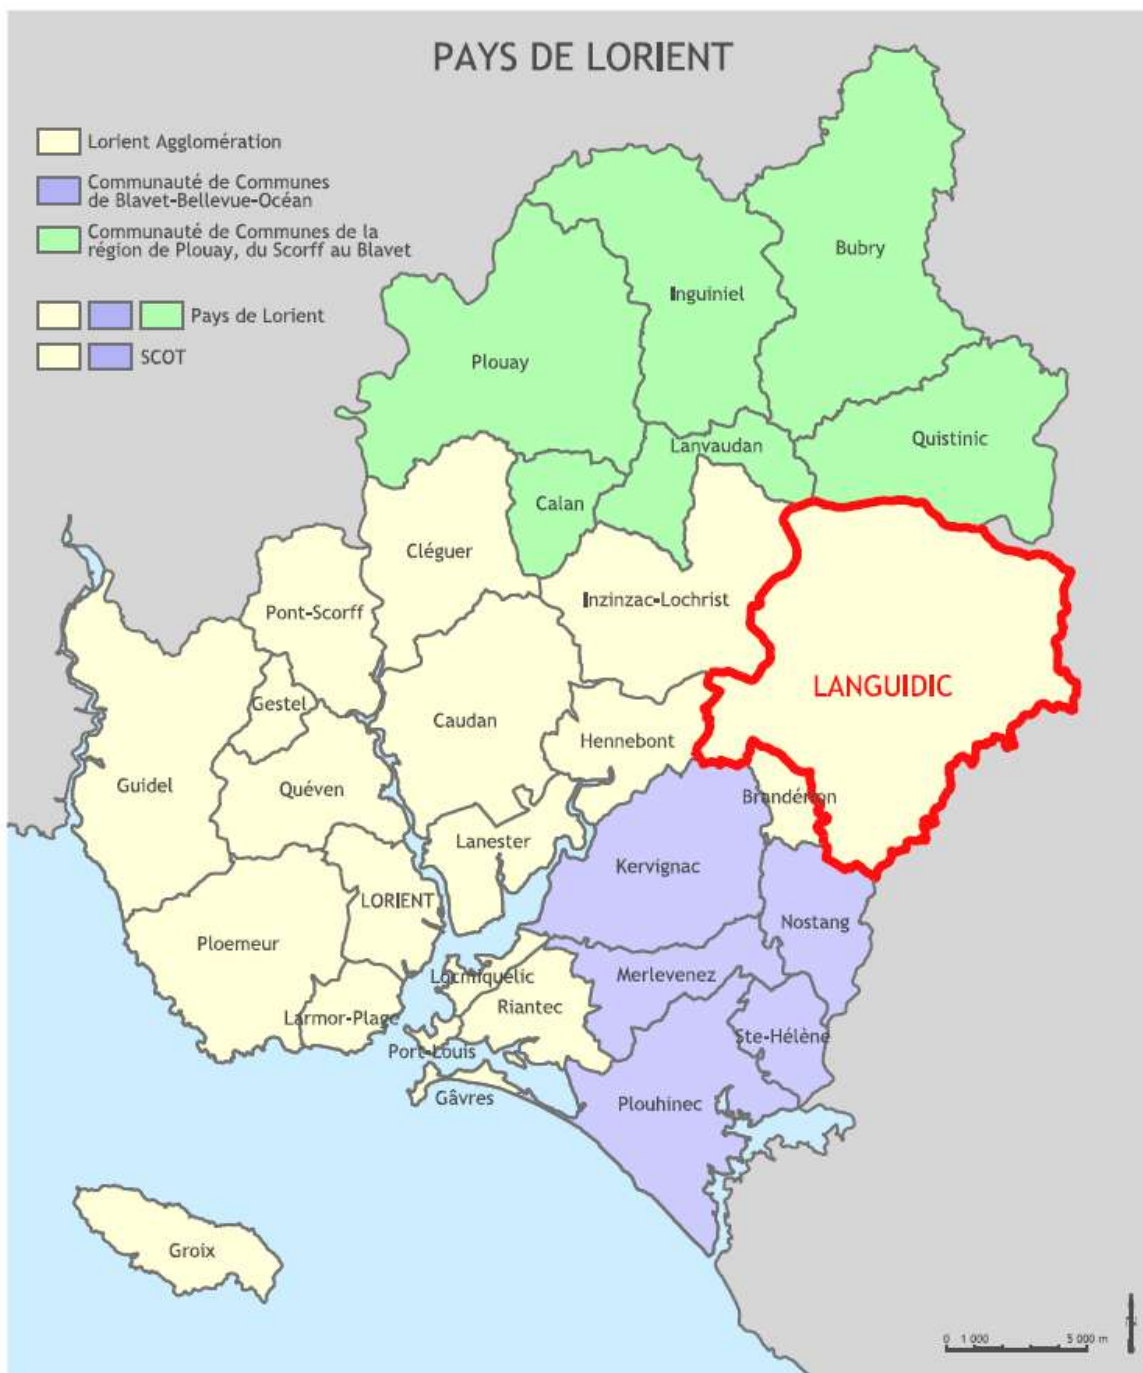 PAYS DE LORIENT
Lorient Agglomération
Communauté de Communes
de Blavet-Bellevue-Océan
Communauté de Communes de la
région de Plouay, du Scorff au Blavet
Pays de Lorient
SCOT
Bubry
Inguiniel
Plouay
Quistinic
Lanvaudan
Calan
Cléguer
Inzinzac-Lochrist
Pont-Scorff
LANGUIDIC
Gestel
Caudan
Hennebont
Guidel
Quéven
Brandérion
Lanester
Kervignac
LORIENT
Nostang
Ploemeur
Locmiquélic
Merlevenez
Riantec
Larmor-Plage
Ste-Hélène
Port-Louis
Gâvres
Plouhinec
Groix
0 1 000 5 000 m